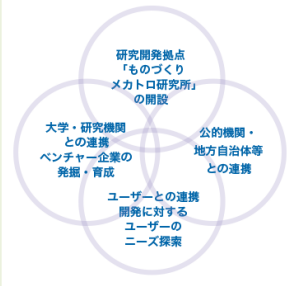 研究開発拠点
「ものづくり
メカトロ研究所」
の開設
大学・研究機関
との連携
ベンチャー企業の
発掘・育成
公的機関・
地方自治体等
との連携
ユーザーとの連携
開発に対する
ユーザーの
ニーズ探索